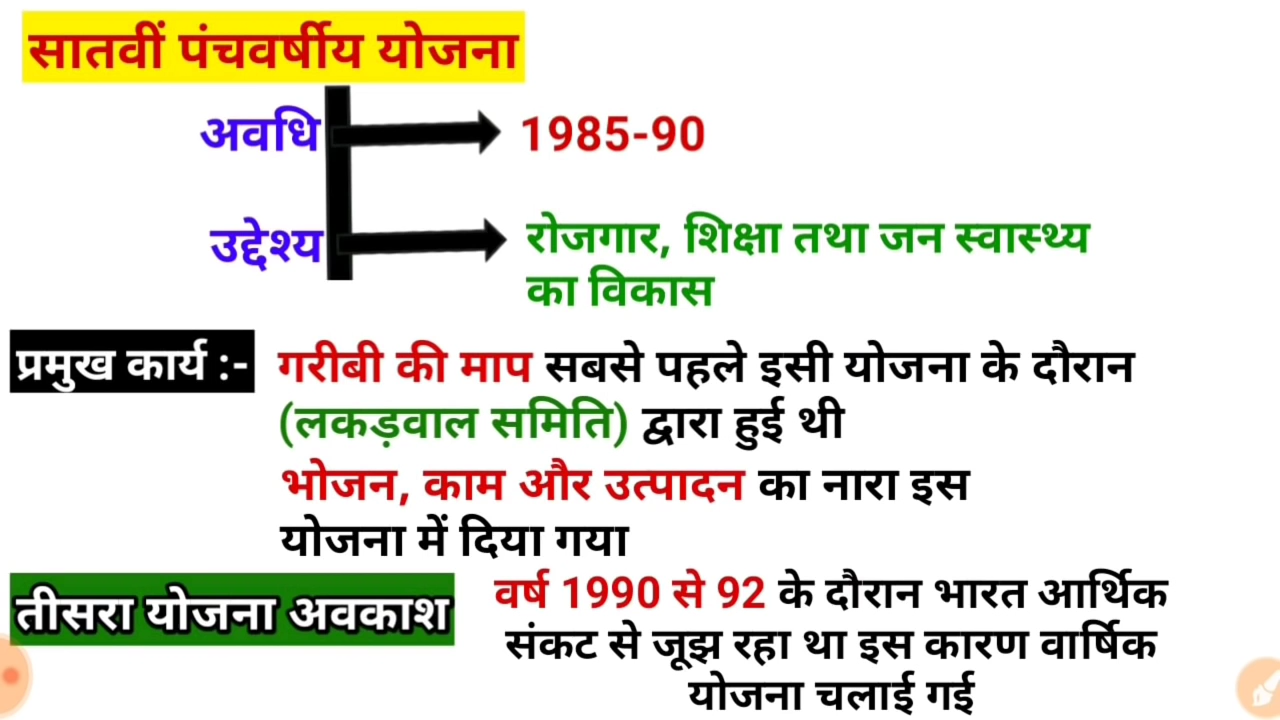 सातवीं पंचवर्षीय योजना
अवधि 1985-90
उद्देश्य रोजगार, शिक्षा तथा जन स्वास्थ्य
का विकास
प्रमुख कार्य :- गरीबी की माप सबसे पहले इसी योजना के दौरान
(लकड़वाल समिति) द्वारा हुई थी
भोजन, काम और उत्पादन का नारा इस
योजना में दिया गया
तीसरा योजना अवकाश वर्ष 1990 से 92 के दौरान भारत आर्थिक
संकट से जूझ रहा था इस कारण वार्षिक
योजना चलाई गई